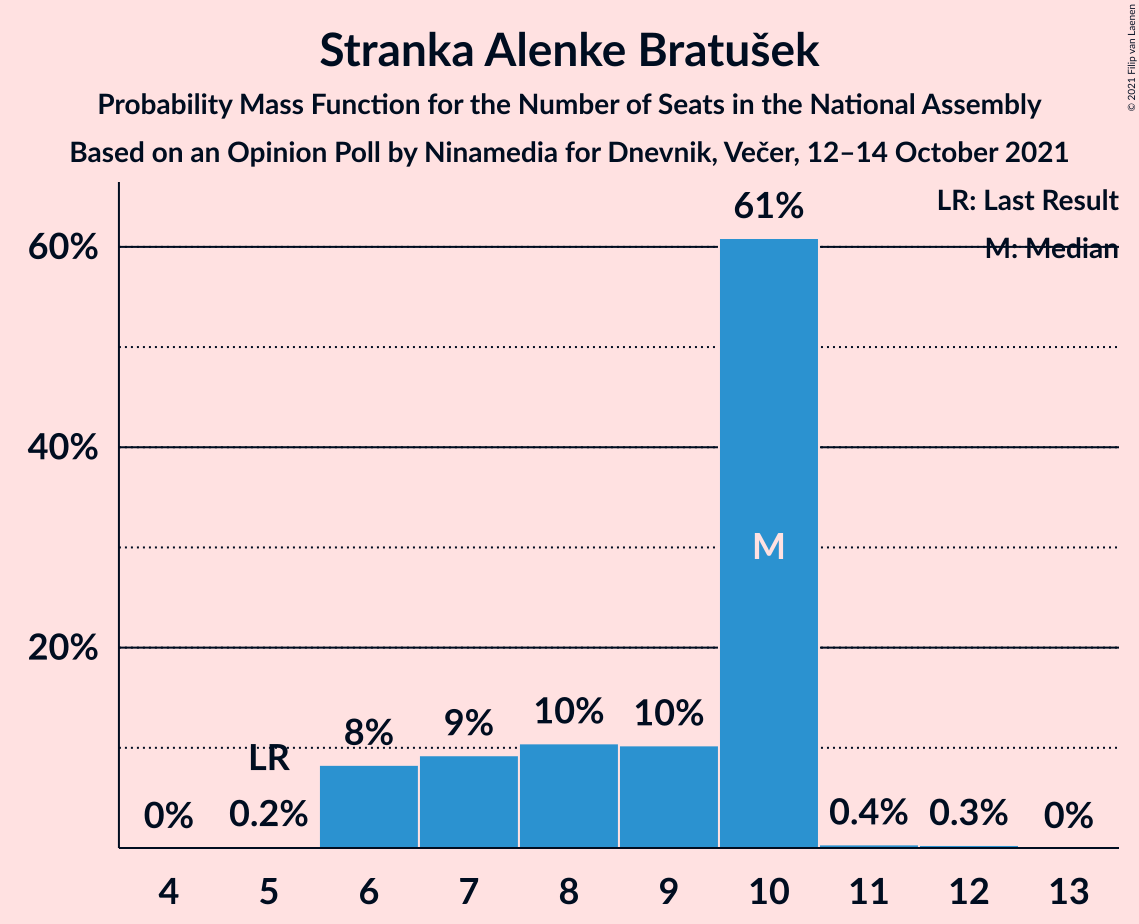 Stranka Alenke Bratušek
Probability Mass Function for the Number of Seats in the National Assembly
Based on an Opinion Poll by Ninamedia for Dnevnik, Večer, 12–14 October 2021
© 2021 Filip van Laenen
LR: Last Result
M: Median
61%
60%
40%
20%
M
10%
10%
9%
8%
LR
0%
0.2%
0.4%
0.3%
0%
4
5
6
7
8
9
10
11
12
13